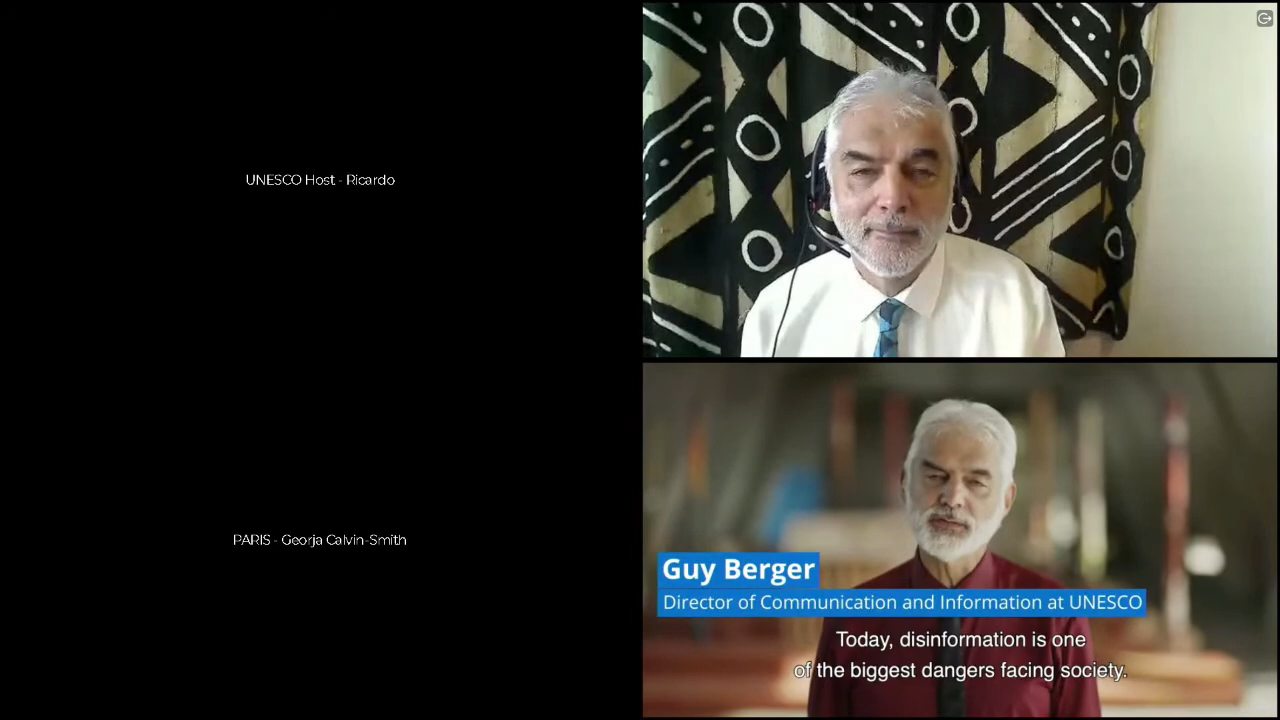 UNESCO Host - Ricardo
PARIS - Georja Calvin-Smith
Guy Berger
Director of Communication and Information at UNESCO
Today, disinformation is one
of the biggest dangers facing society.